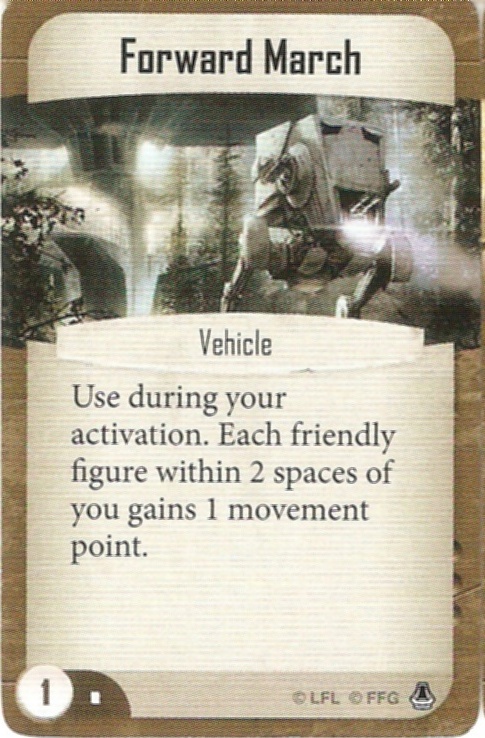 Forward March
Vehicle
Use during your
activation. Each friendly
figure within 2 spaces of
you gains 1 movement
point.
1
© LFL © FFG